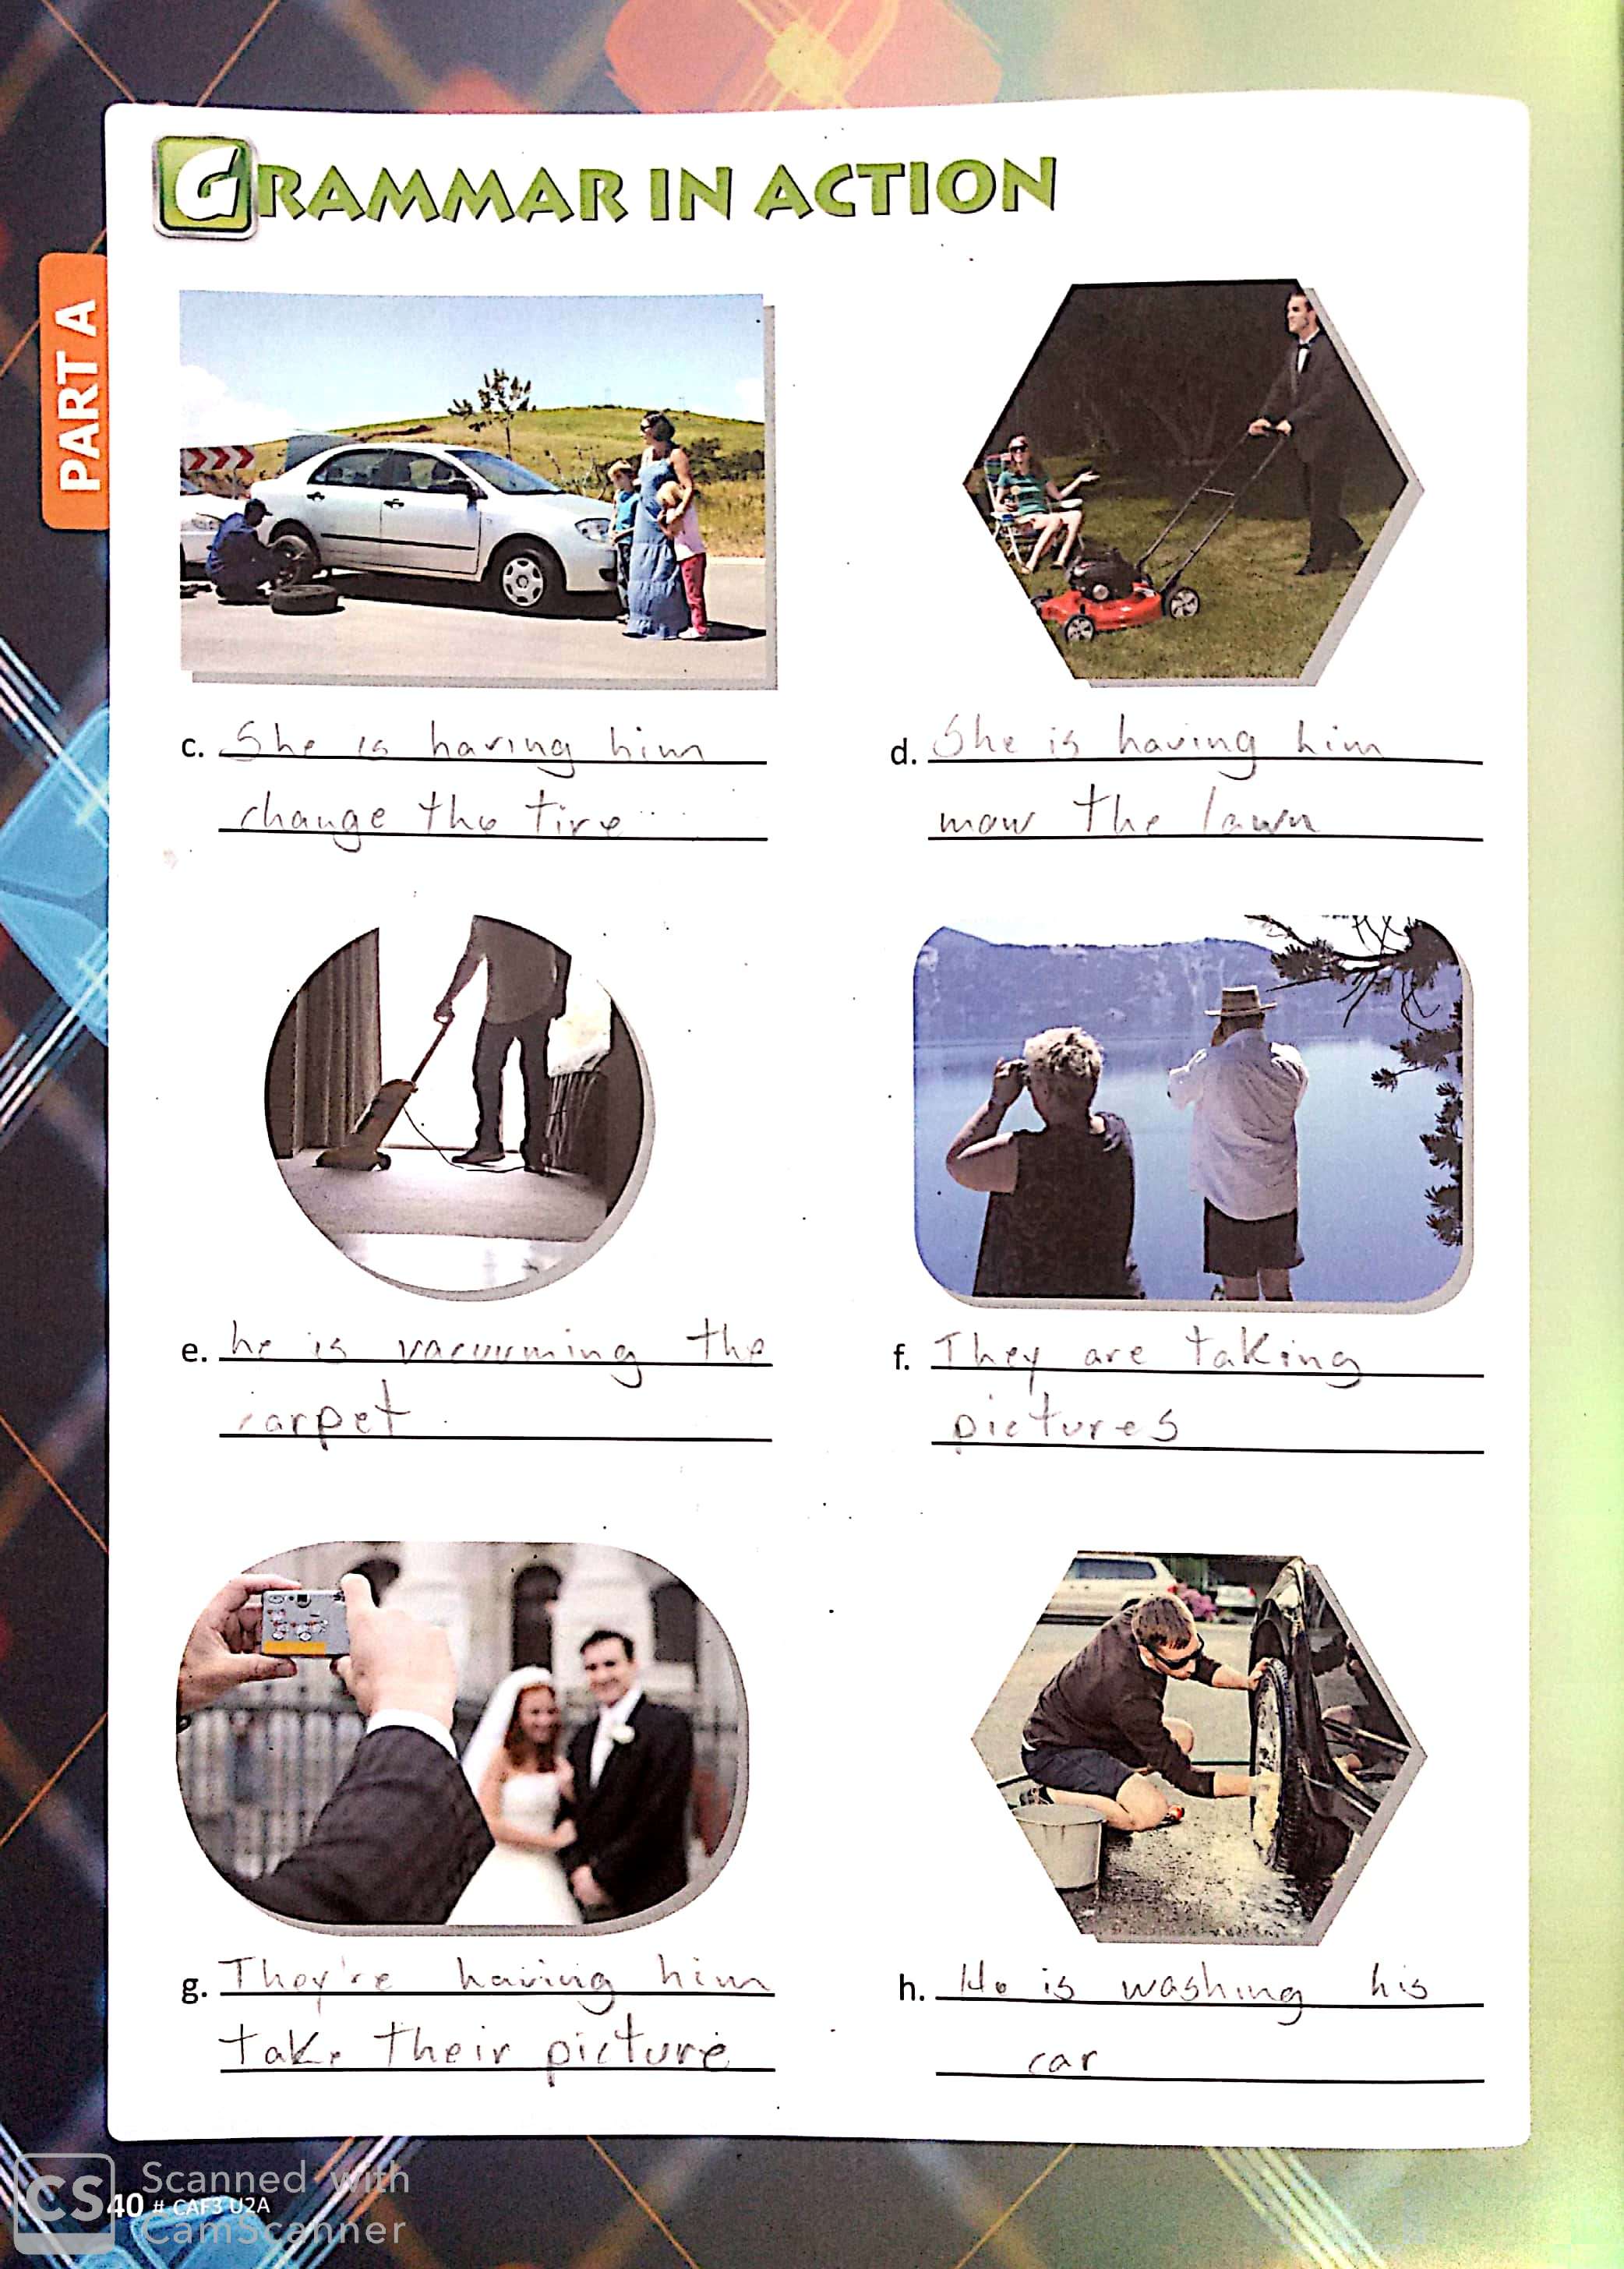 GRAMMAR IN ACTION
PART A
c. She is having him
change the tire
d. She is having him
mow the lawn
e. he is vacuuming the
carpet
f. They are taking
pictures
g. They're having him
take their picture
h. He is washing his
car
40 # CAF3 U2A
CS Scanned with
CamScanner